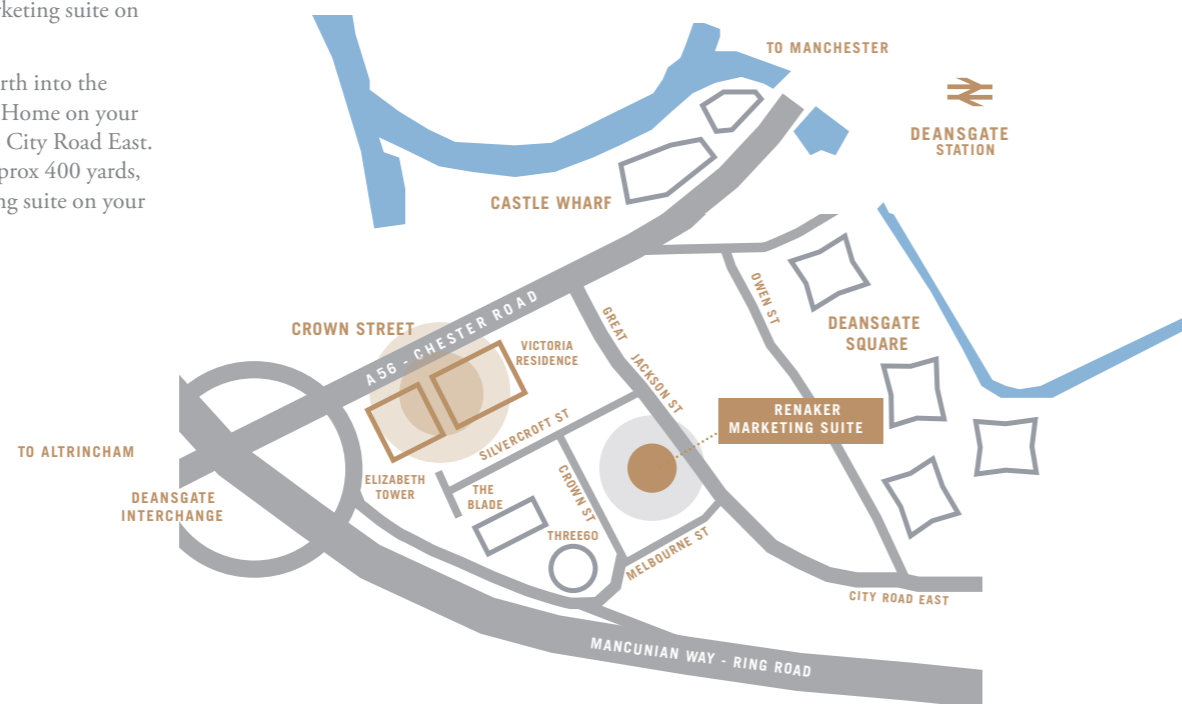 rketing suite on
rth into the
Home on your
City Road East.
prox 400 yards,
ng suite on your
TO MANCHESTER
DEANSGATE
STATION
CASTLE WHARF
OWEN ST
A56 - CHESTER ROAD
GREAT JACKSON ST
CROWN STREET
DEANSGATE
SQUARE
VICTORIA
RESIDENCE
RENAKER
MARKETING SUITE
SILVERCROFT ST
TO ALTRINCHAM
ELIZABETH
TOWER
THE
BLADE
CROWN ST
DEANSGATE
INTERCHANGE
THREE60
MELBOURNE ST
CITY ROAD EAST
MANCUNIAN WAY - RING ROAD